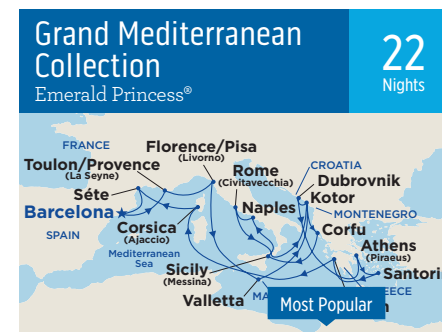 Grand Mediterranean
Collection
Emerald Princess®
22
Nights
FRANCE
Florence/Pisa
(Livorno)
Toulon/Provence
(La Seyne)
Rome
(Civitavecchia)
CROATIA
Dubrovnik
Séte
Kotor
Barcelona
Naples
MONTENEGRO
SPAIN
Corsica
(Ajaccio)
Corfu
Mediterranean
Sea
Athens
(Piraeus)
Sicily
(Messina)
Santori
EECE
Valletta
MA
Most Popular